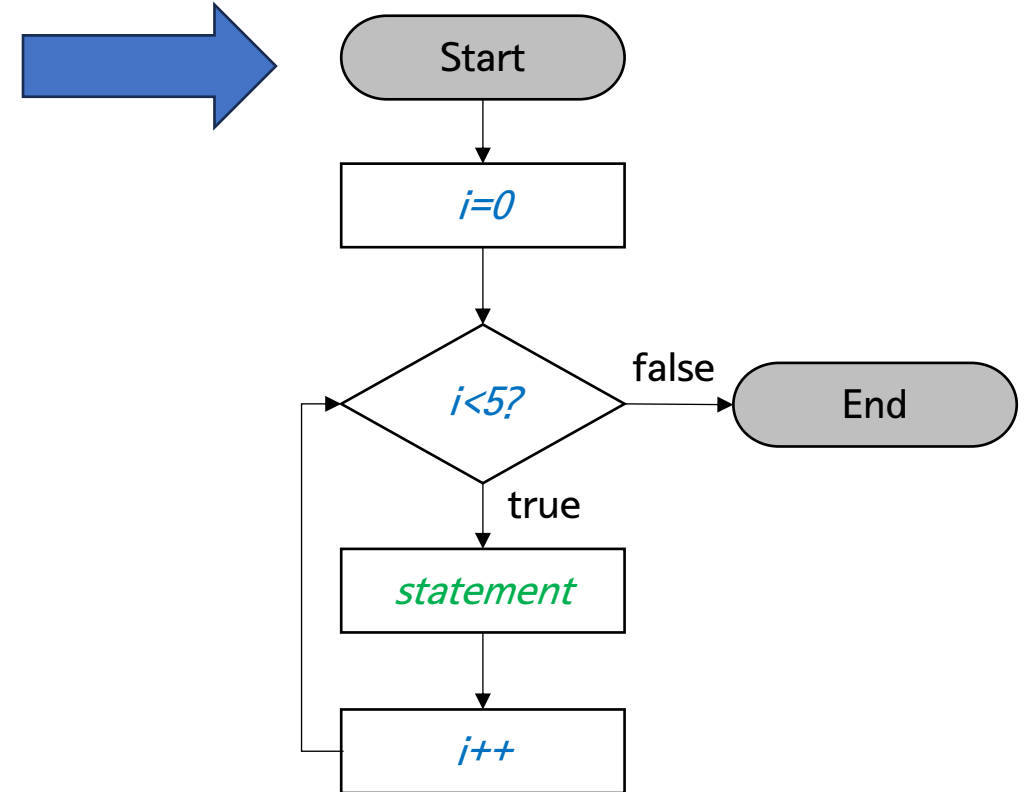 Start
i=0
i<5?
false
End
true
statement
i++